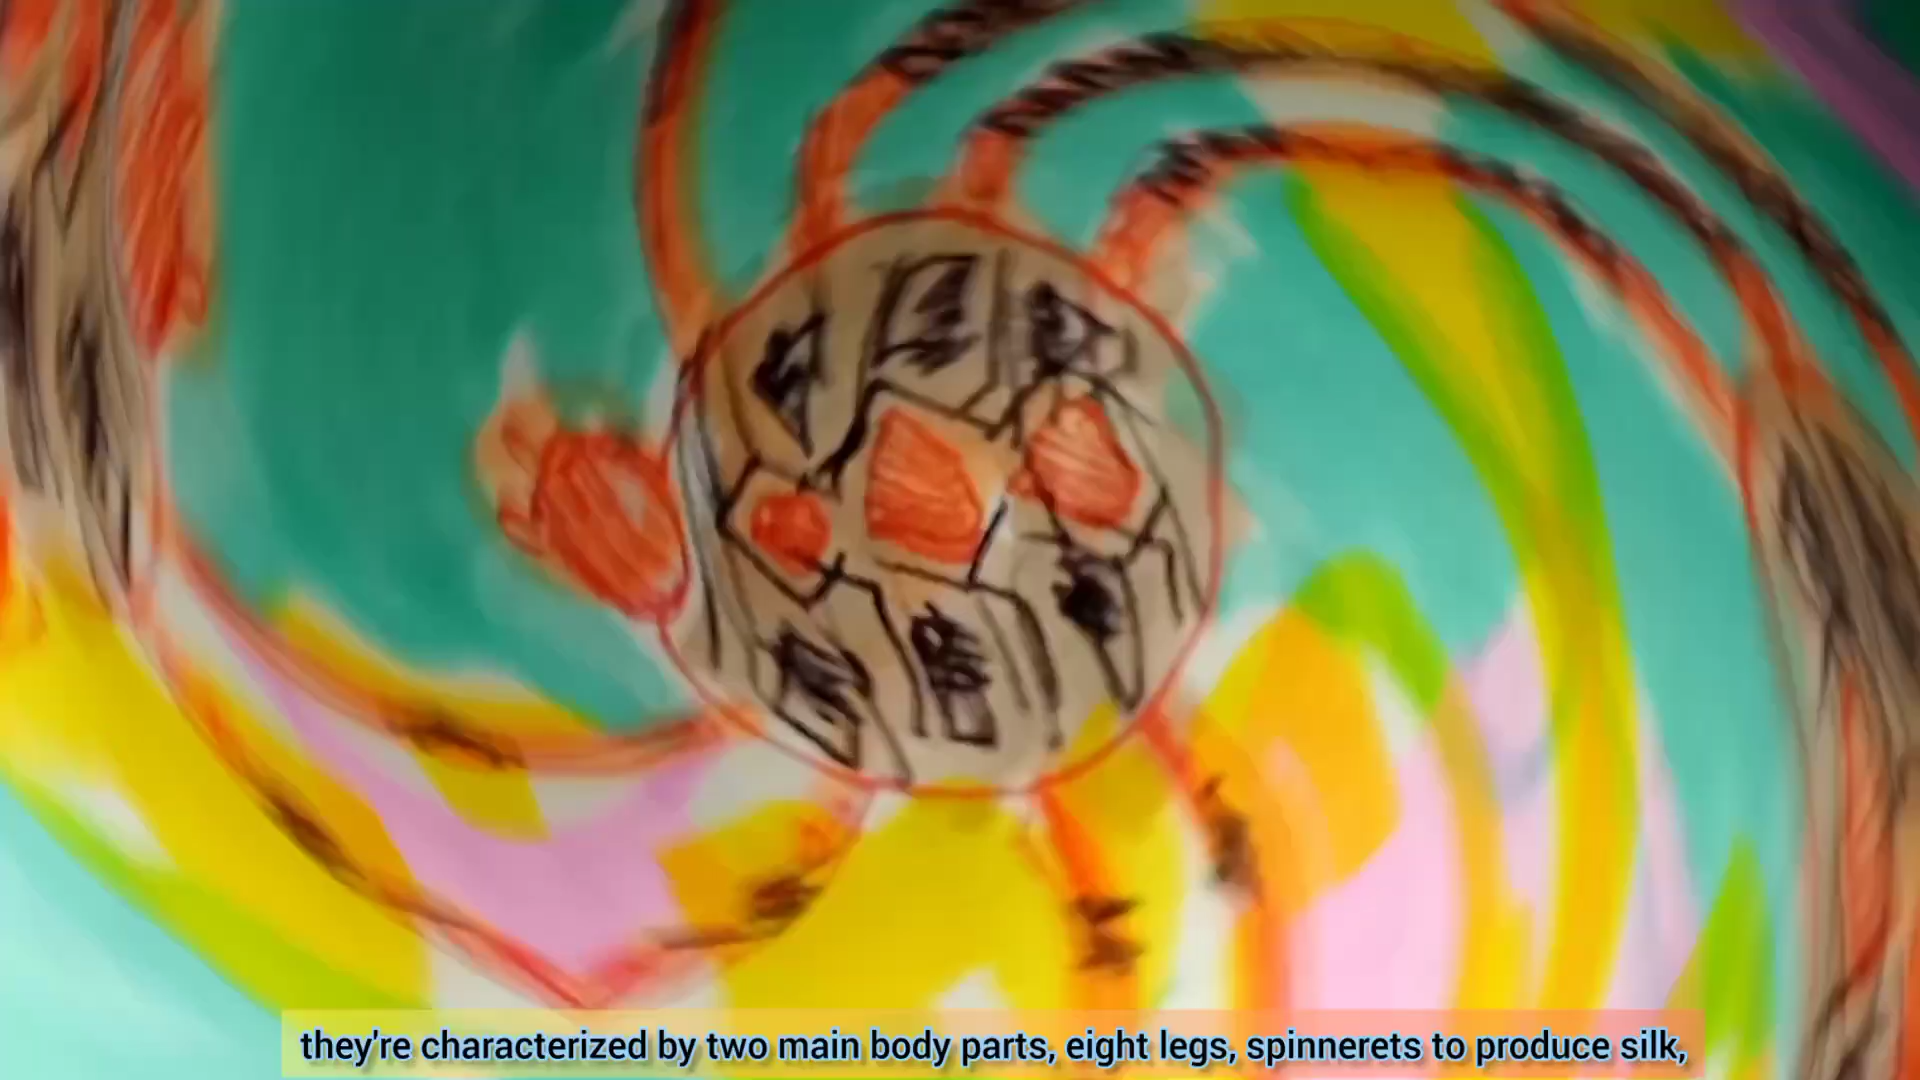 they're characterized by two main body parts, eight legs, spinnerets to produce silk,